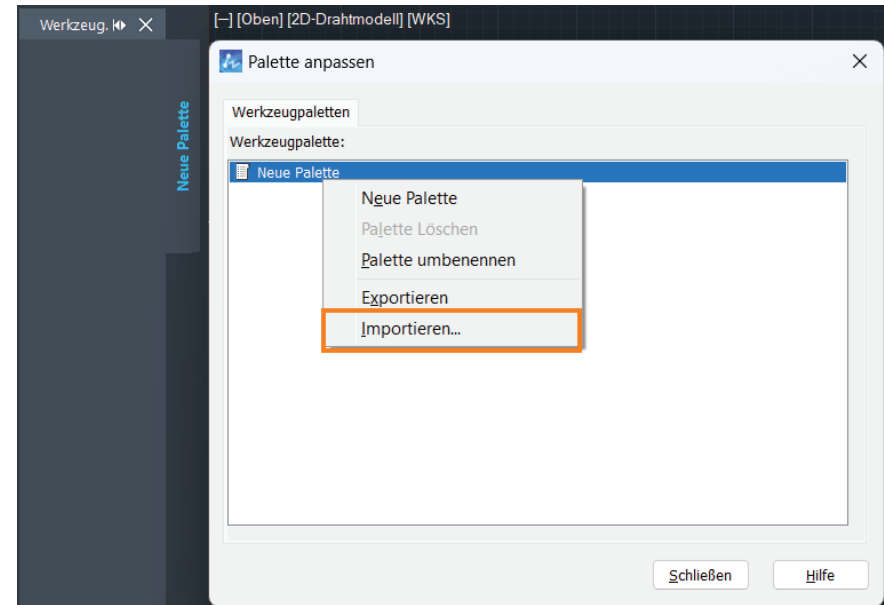 Werkzeug.
[−] [Oben] [2D-Drahtmodell] [WKS]
Neue Palette
Palette anpassen
Werkzeugpaletten
Werkzeugpalette:
Neue Palette
Neue Palette
Palette Löschen
Palette umbenennen
Exportieren
Importieren...
Schließen
Hilfe